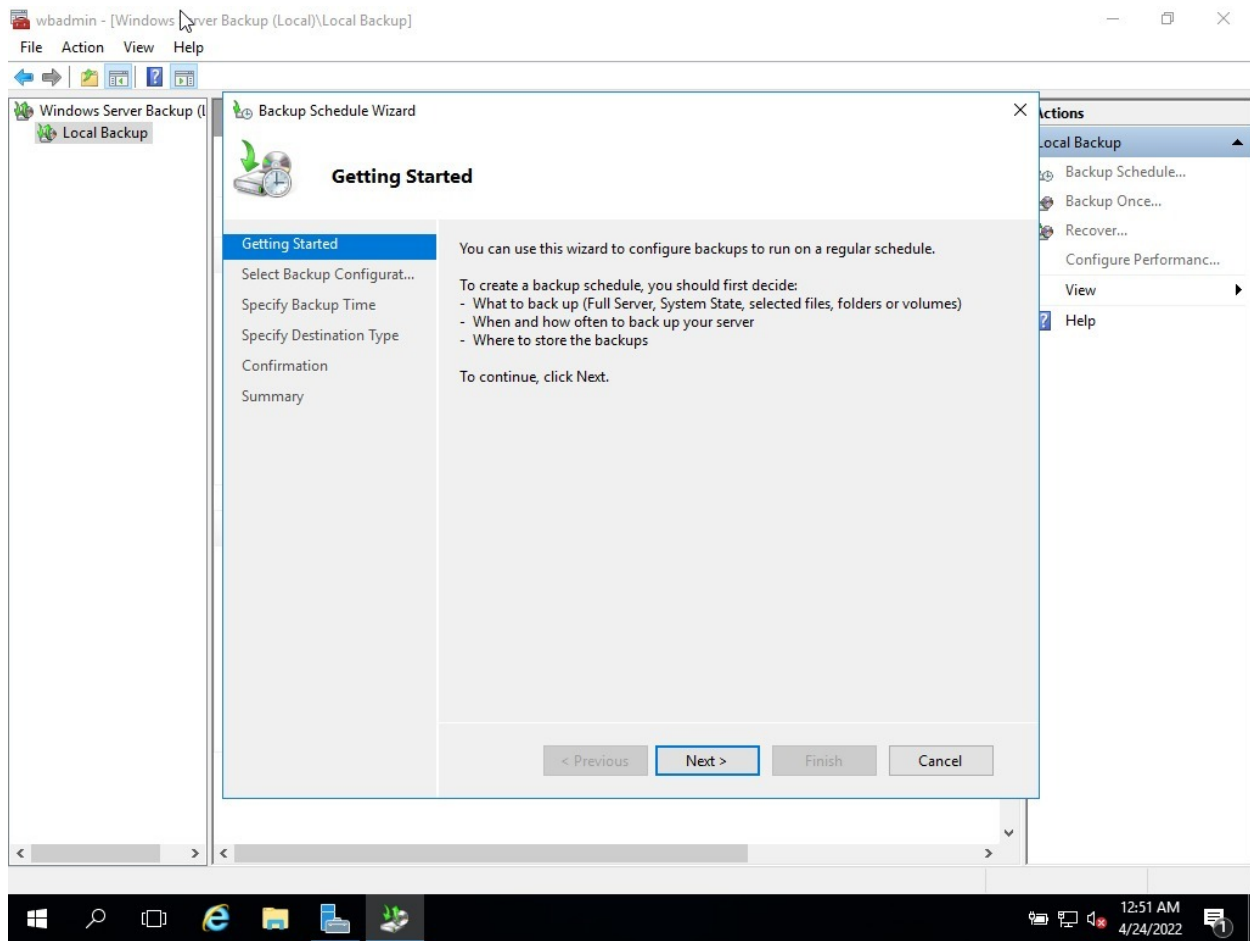 wbadmin - [Windows Server Backup (Local)\Local Backup]
File Action View Help
Windows Server Backup (L
Local Backup
Backup Schedule Wizard
Getting Started
Getting Started
Select Backup Configurat...
Specify Backup Time
Specify Destination Type
Confirmation
Summary
You can use this wizard to configure backups to run on a regular schedule.
To create a backup schedule, you should first decide:
- What to back up (Full Server, System State, selected files, folders or volumes)
- When and how often to back up your server
- Where to store the backups
To continue, click Next.
< Previous
Next >
Finish
Cancel
Actions
Local Backup
Backup Schedule...
Backup Once...
Recover...
Configure Performanc...
View
Help
12:51 AM
4/24/2022
1